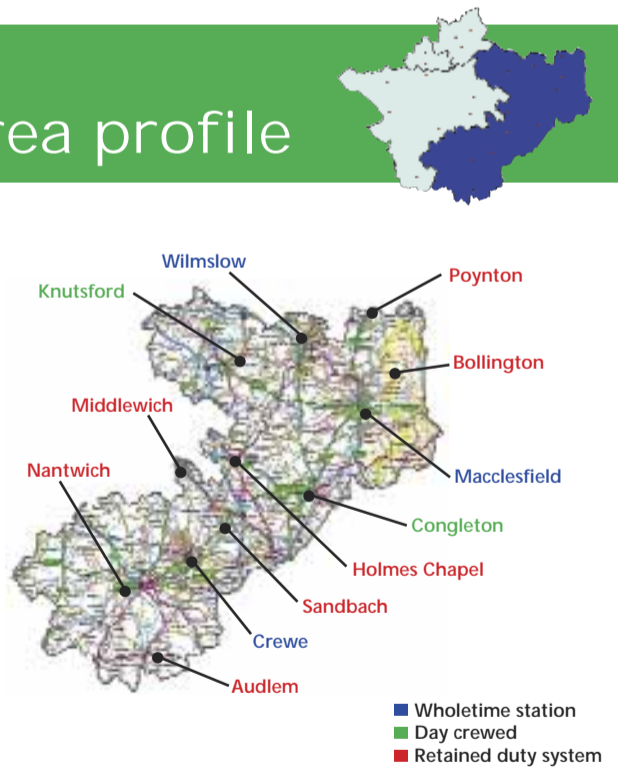 rea profile
Wilmslow
Poynton
Knutsford
Bollington
Middlewich
Nantwich
Macclesfield
Congleton
Holmes Chapel
Sandbach
Crewe
Audlem
Wholetime station
Day crewed
Retained duty system